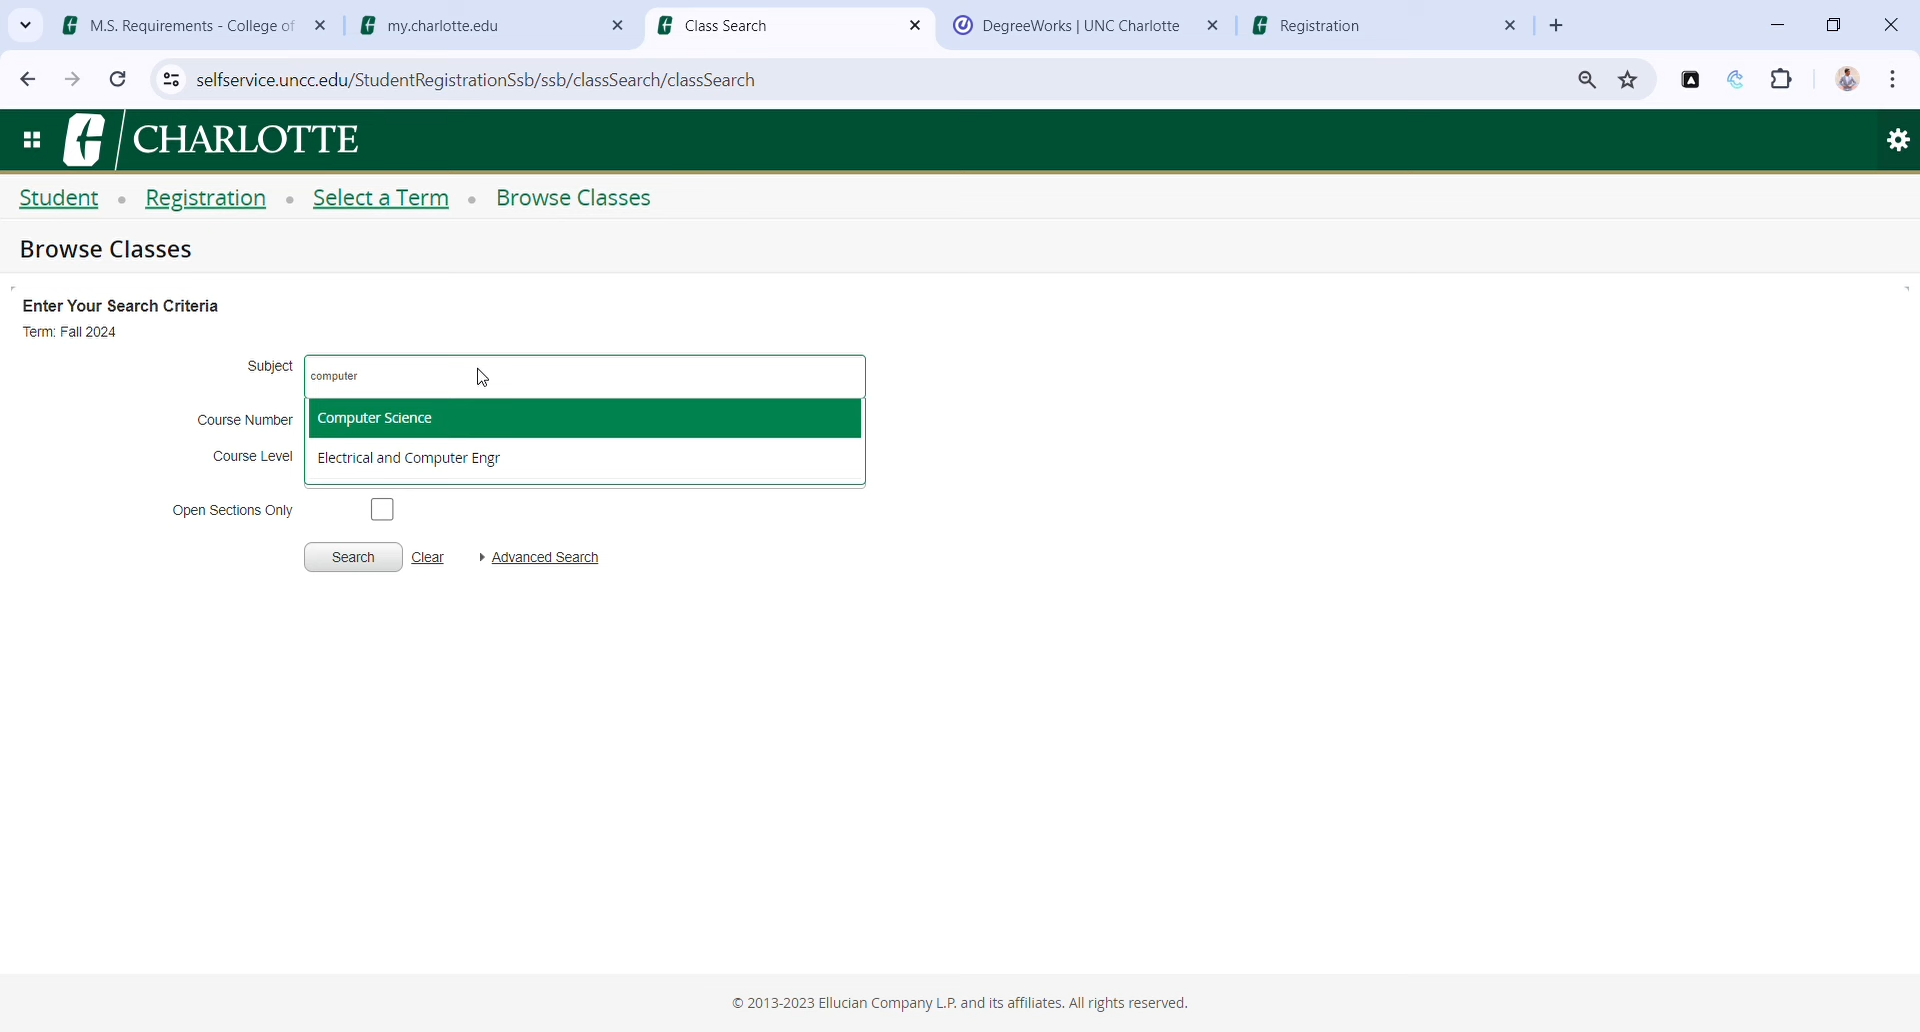 M.S. Requirements - College of
my.charlotte.edu
Class Search
DegreeWorks | UNC Charlotte
Registration
selfservice.uncc.edu/StudentRegistrationSsb/ssb/classSearch/classSearch
CHARLOTTE
Student • Registration • Select a Term • Browse Classes
Browse Classes
Enter Your Search Criteria
Term: Fall 2024
Subject
computer
Course Number
Computer Science
Course Level
Electrical and Computer Engr
Open Sections Only
Search Clear Advanced Search
© 2013-2023 Ellucian Company L.P. and its affiliates. All rights reserved.